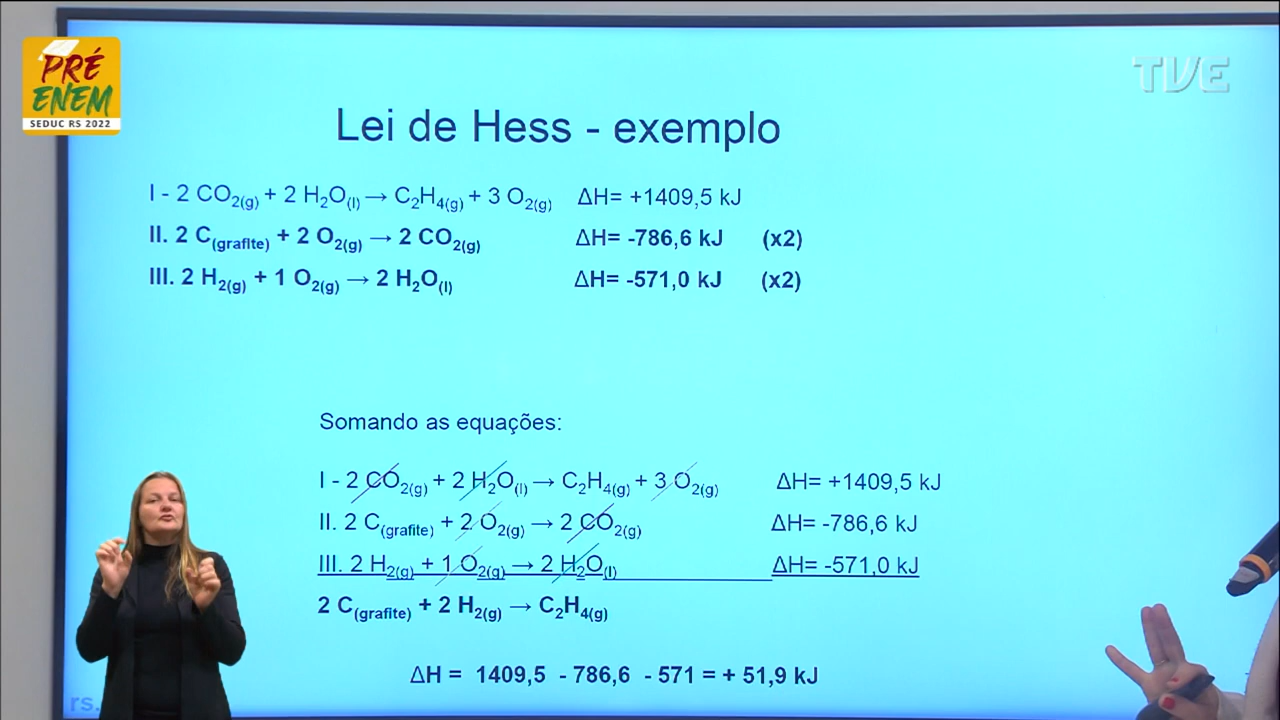 PRÉ
ENEM
SEDUC RS 2022
TVE
Lei de Hess - exemplo
I - 2 CO₂(g) + 2 H₂O(l) → C₂H₄(g) + 3 O₂(g) ΔH= +1409,5 kJ
II. 2 C(grafite) + 2 O₂(g) → 2 CO₂(g) ΔH= -786,6 kJ (x2)
III. 2 H₂(g) + 1 O₂(g) → 2 H₂O(l) ΔH= -571,0 kJ (x2)
Somando as equações:
I - 2 CO₂(g) + 2 H₂O(l) → C₂H₄(g) + 3 O₂(g) ΔH= +1409,5 kJ
II. 2 C(grafite) + 2 O₂(g) → 2 CO₂(g) ΔH= -786,6 kJ
III. 2 H₂(g) + 1 O₂(g) → 2 H₂O(l) ΔH= -571,0 kJ
2 C(grafite) + 2 H₂(g) → C₂H₄(g)
ΔH = 1409,5 - 786,6 - 571 = + 51,9 kJ
rs.